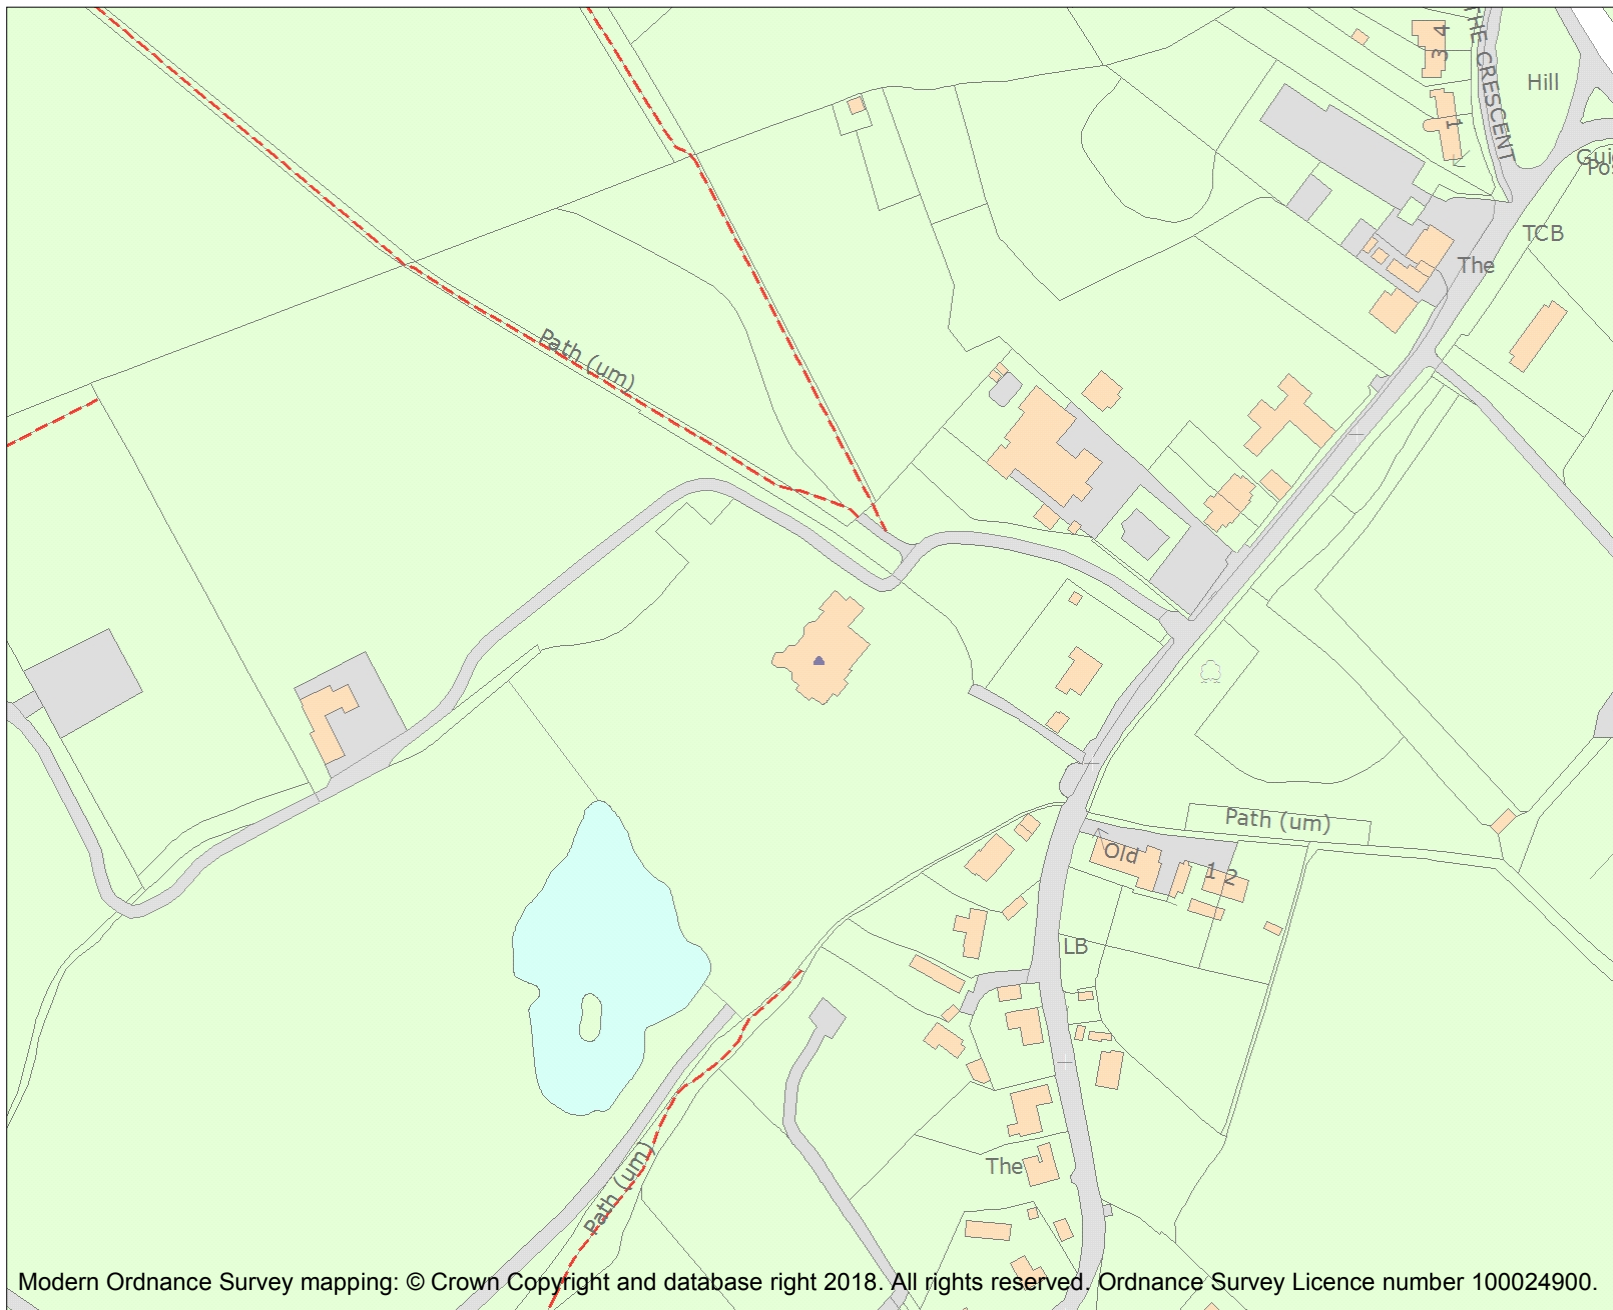 THE CRESCENT
3 4
Hill
1
TCB
The
Path (um)
Path (um)
Old
1 2
LB
The
Path (um)
Modern Ordnance Survey mapping: © Crown Copyright and database right 2018. All rights reserved. Ordnance Survey Licence number 100024900.